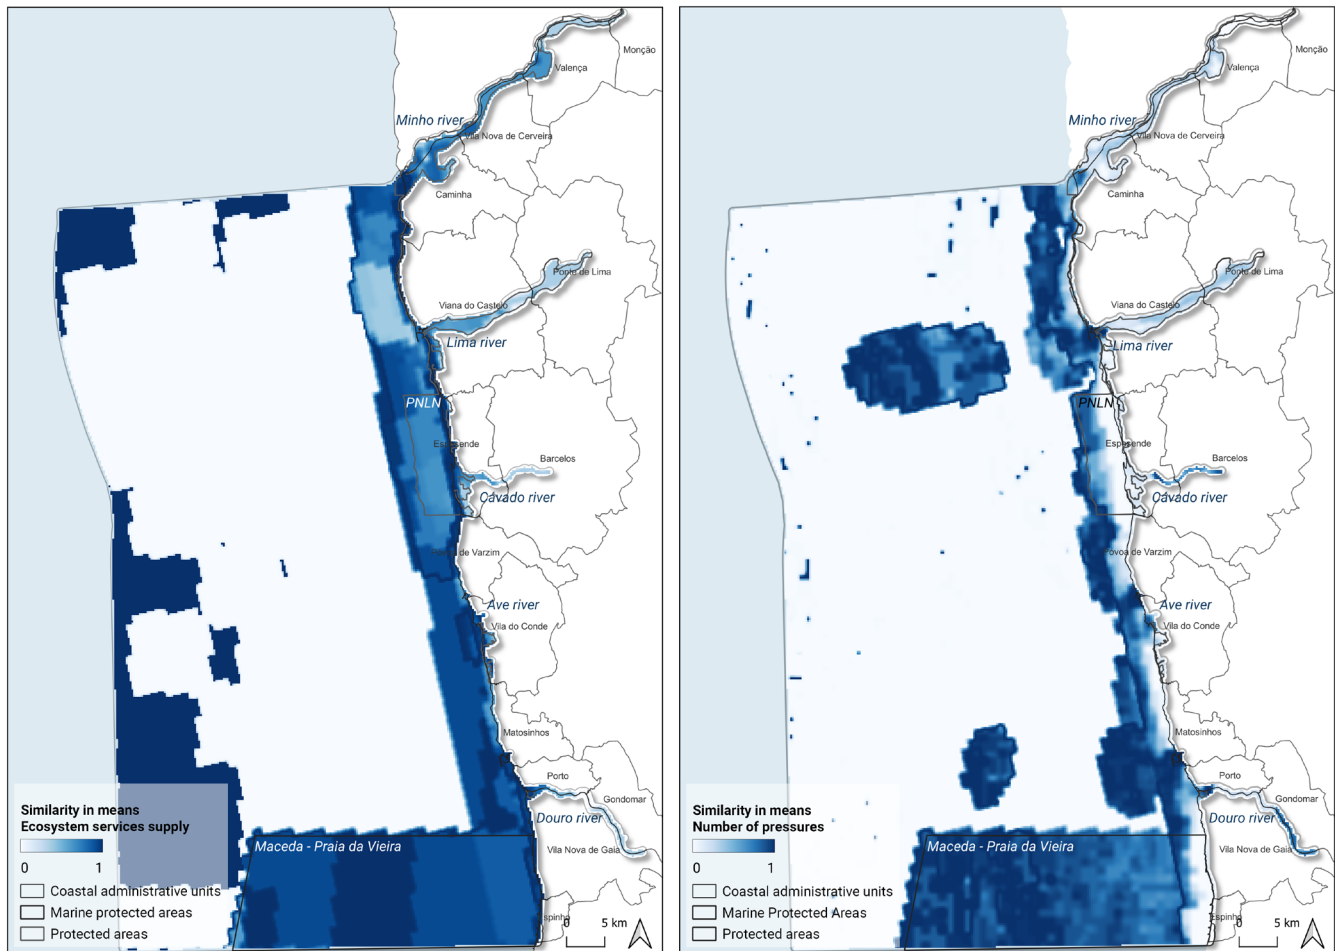 Monção
Valença
Minho river
Vila Nova de Cerveira
Caminha
Ponte de Lima
Viana do Castelo
Lima river
PNLN
Esposende
Barcelos
Cávado river
Póvoa de Varzim
Ave river
Vila do Conde
Matosinhos
Porto
Gondomar
Douro river
Vila Nova de Gaia
Maceda - Praia da Vieira
Espinho
Similarity in means
Ecosystem services supply
0 1
Coastal administrative units
Marine Protected areas
Protected areas
0 5 km
Monção
Valença
Minho river
Vila Nova de Cerveira
Caminha
Ponte de Lima
Viana do Castelo
Lima river
PNLN
Esposende
Barcelos
Cávado river
Póvoa de Varzim
Ave river
Vila do Conde
Matosinhos
Porto
Gondomar
Douro river
Vila Nova de Gaia
Maceda - Praia da Vieira
Espinho
Similarity in means
Number of pressures
0 1
Coastal administrative units
Marine Protected Areas
Protected areas
0 5 km